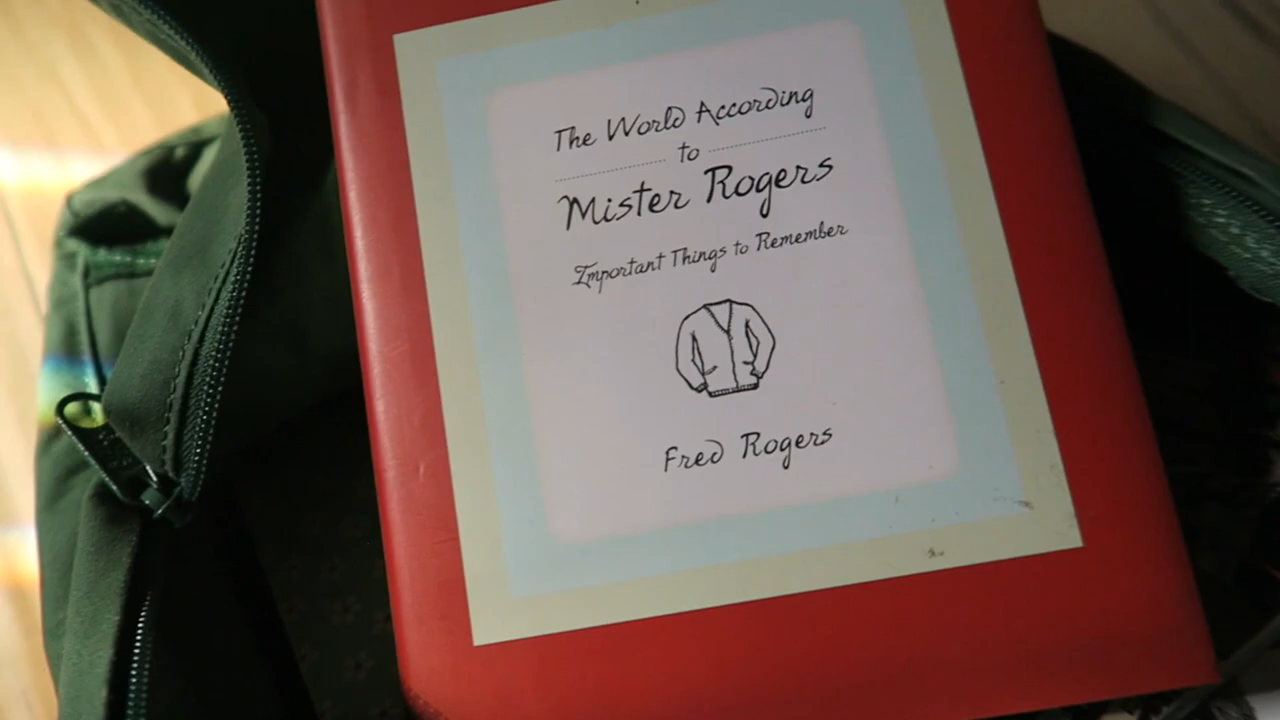 The World According
to
Mister Rogers
Important Things to Remember
Fred Rogers